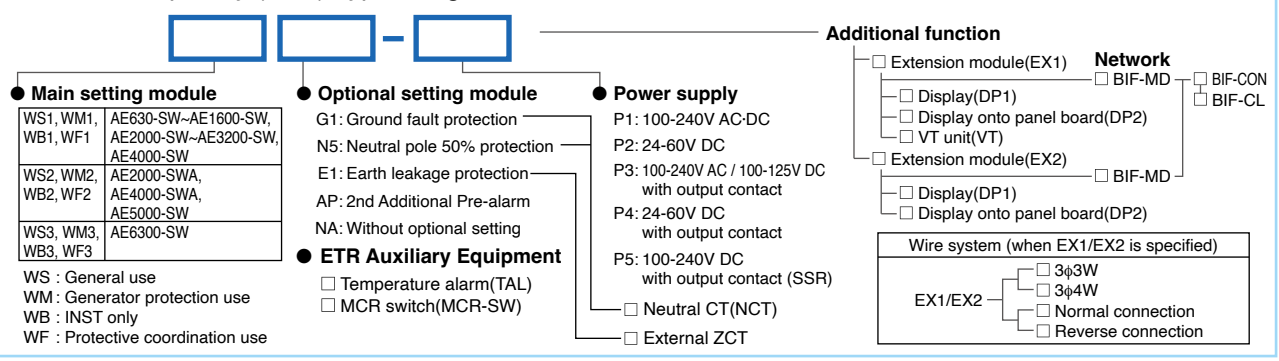 ● Main setting module
WS1, WM1, WB1, WF1 AE630-SW~AE1600-SW, AE2000-SW~AE3200-SW, AE4000-SW
WS2, WM2, WB2, WF2 AE2000-SWA, AE4000-SWA, AE5000-SW
WS3, WM3, WB3, WF3 AE6300-SW
WS : General use
WM : Generator protection use
WB : INST only
WF : Protective coordination use
● Optional setting module
G1: Ground fault protection
N5: Neutral pole 50% protection
E1: Earth leakage protection
AP: 2nd Additional Pre-alarm
NA: Without optional setting
● ETR Auxiliary Equipment
□ Temperature alarm(TAL)
□ MCR switch(MCR-SW)
● Power supply
P1: 100-240V AC·DC
P2: 24-60V DC
P3: 100-240V AC / 100-125V DC
with output contact
P4: 24-60V DC
with output contact
P5: 100-240V DC
with output contact (SSR)
□ Neutral CT(NCT)
□ External ZCT
Additional function
□ Extension module(EX1)
Network
□ BIF-MD
□ BIF-CON
□ BIF-CL
□ Display(DP1)
□ Display onto panel board(DP2)
□ VT unit(VT)
□ Extension module(EX2)
□ BIF-MD
□ Display(DP1)
□ Display onto panel board(DP2)
Wire system (when EX1/EX2 is specified)
EX1/EX2
□ 3ϕ3W
□ 3ϕ4W
□ Normal connection
□ Reverse connection